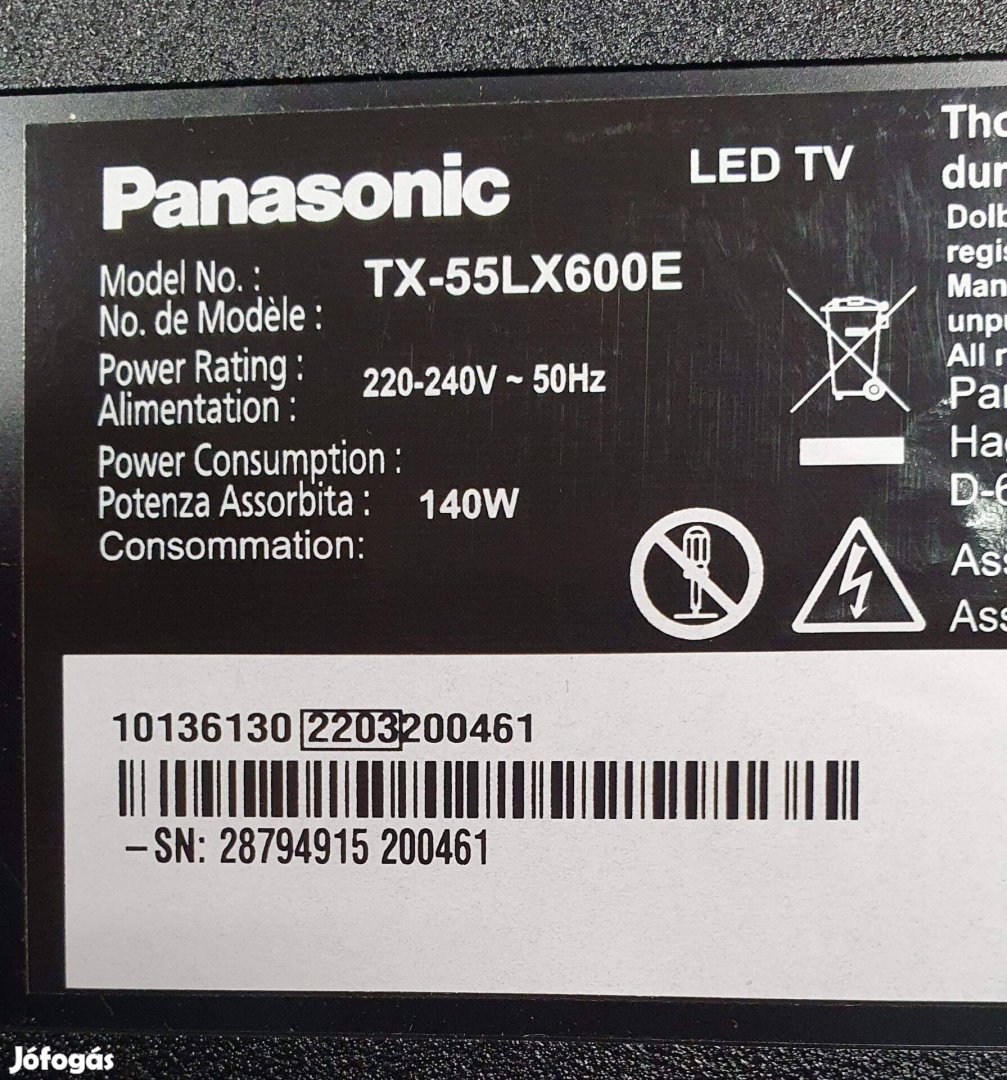 Panasonic
LED TV
Model No. : TX-55LX600E
No. de Modèle :
Power Rating : 220-240V ~ 50Hz
Alimentation :
Power Consumption :
Potenza Assorbita : 140W
Consommation:
10136130 2203200461
–SN: 28794915 200461
Jófogás